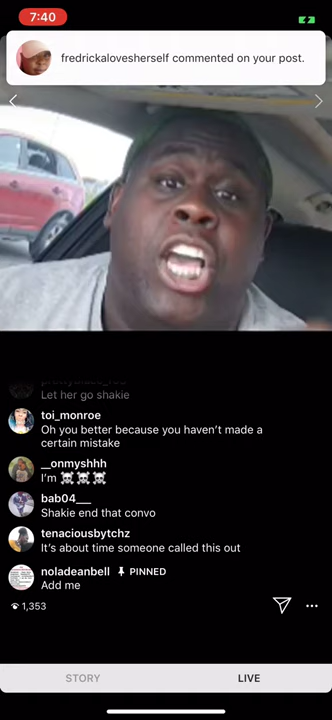 7:40
fredrickalovesherself commented on your post.
Let her go shakie
toi_monroe
Oh you better because you haven't made a
certain mistake
__onmyshhh
I'm ☠️☠️☠️
bab04___
Shakie end that convo
tenaciousbytchz
It's about time someone called this out
noladeanbell PINNED
Add me
1,353
STORY LIVE